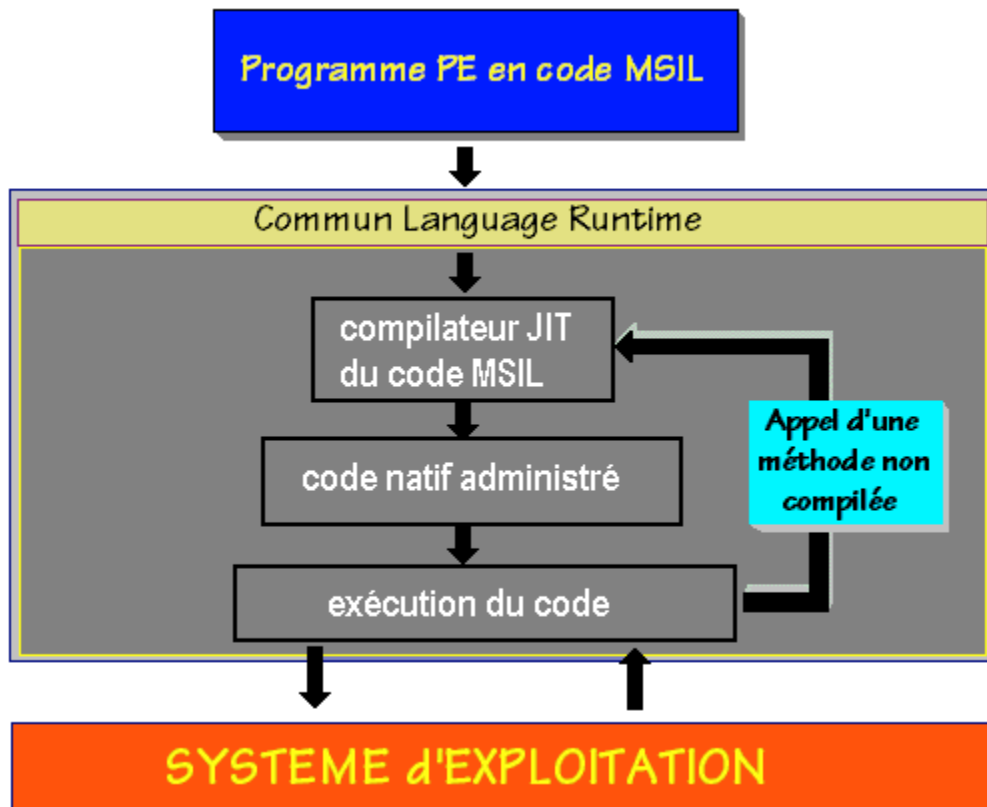 Programme PE en code MSIL
Commun Language Runtime
compilateur JIT
du code MSIL
Appel d'une
méthode non
compilée
code natif administré
exécution du code
SYSTEME d'EXPLOITATION